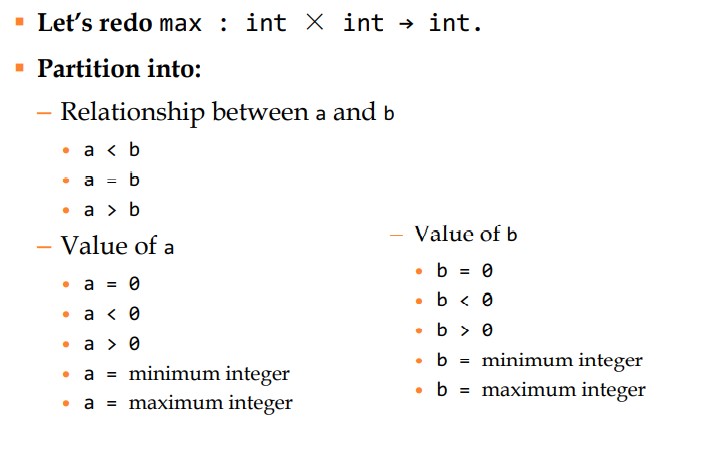 ▪ Let's redo max : int × int → int.
▪ Partition into:
– Relationship between a and b
• a < b
• a = b
• a > b
– Value of a
• a = 0
• a < 0
• a > 0
• a = minimum integer
• a = maximum integer
– Value of b
• b = 0
• b < 0
• b > 0
• b = minimum integer
• b = maximum integer